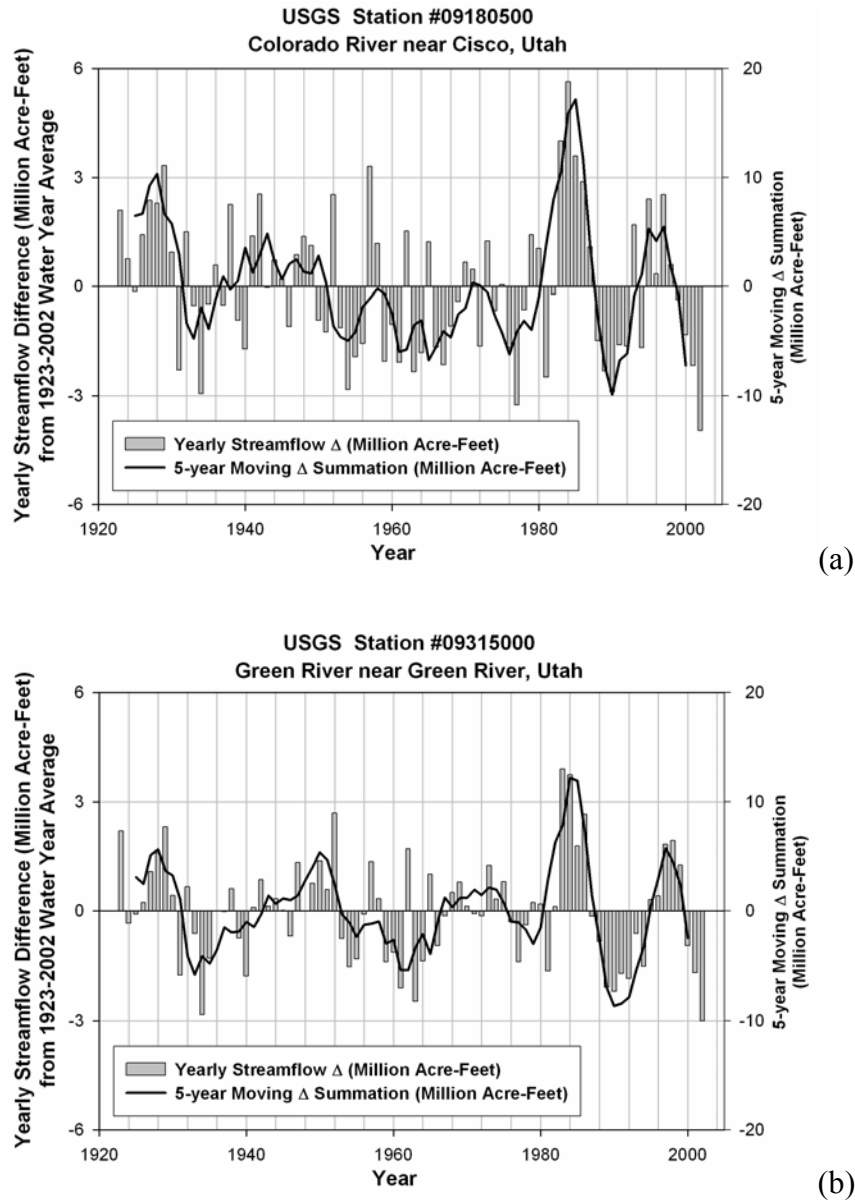 USGS Station #09180500
Colorado River near Cisco, Utah
Yearly Streamflow Difference (Million Acre-Feet)
from 1923-2002 Water Year Average
6
3
0
-3
-6
20
10
0
-10
-20
5-year Moving Δ Summation
(Million Acre-Feet)
Yearly Streamflow Δ (Million Acre-Feet)
5-year Moving Δ Summation (Million Acre-Feet)
1920
1940
1960
1980
2000
Year
(a)
USGS Station #09315000
Green River near Green River, Utah
Yearly Streamflow Difference (Million Acre-Feet)
from 1923-2002 Water Year Average
6
3
0
-3
-6
20
10
0
-10
-20
5-year Moving Δ Summation
(Million Acre-Feet)
Yearly Streamflow Δ (Million Acre-Feet)
5-year Moving Δ Summation (Million Acre-Feet)
1920
1940
1960
1980
2000
Year
(b)